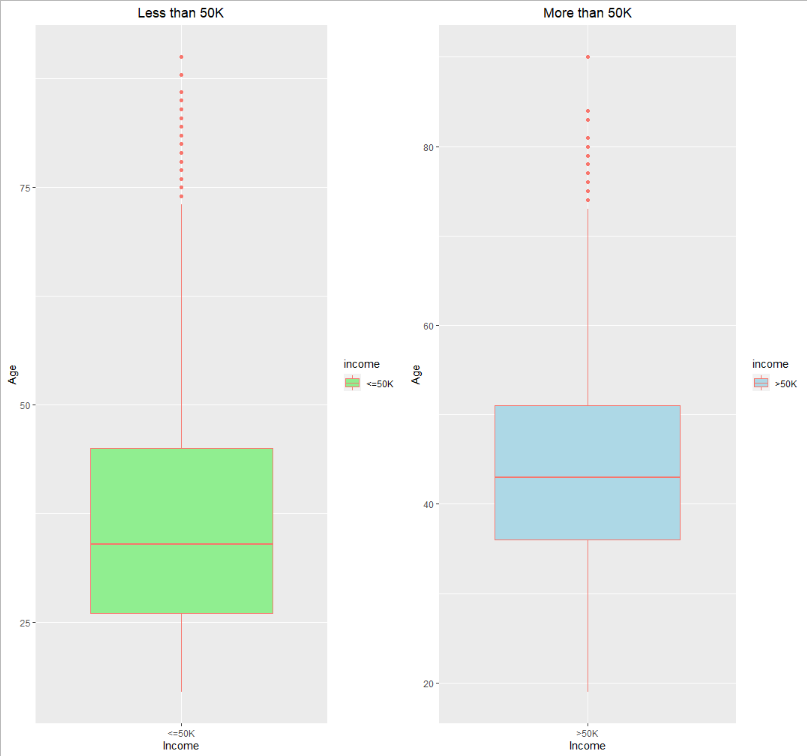 Less than 50K
Age
75
50
25
<=50K
Income
income
<=50K
More than 50K
Age
80
60
40
20
>50K
Income
income
>50K